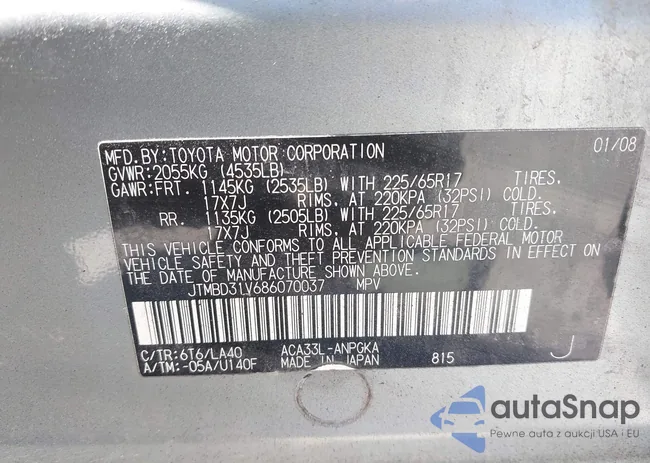 MFD.BY:TOYOTA MOTOR CORPORATION 01/08
GVWR:2055KG (4535LB)
GAWR:FRT. 1145KG (2535LB) WITH 225/65R17 TIRES,
17X7J RIMS, AT 220KPA (32PSI) COLD.
RR. 1135KG (2505LB) WITH 225/65R17 TIRES,
17X7J RIMS, AT 220KPA (32PSI) COLD.
THIS VEHICLE CONFORMS TO ALL APPLICABLE FEDERAL MOTOR
VEHICLE SAFETY AND THEFT PREVENTION STANDARDS IN EFFECT ON
THE DATE OF MANUFACTURE SHOWN ABOVE.
JTMBD31V686070037 MPV
C/TR:6T6/LA40 ACA33L-ANPGKA
A/TM:-05A/U140F MADE IN JAPAN 815 J
autaSnap
Pewne auta z aukcji USA i EU